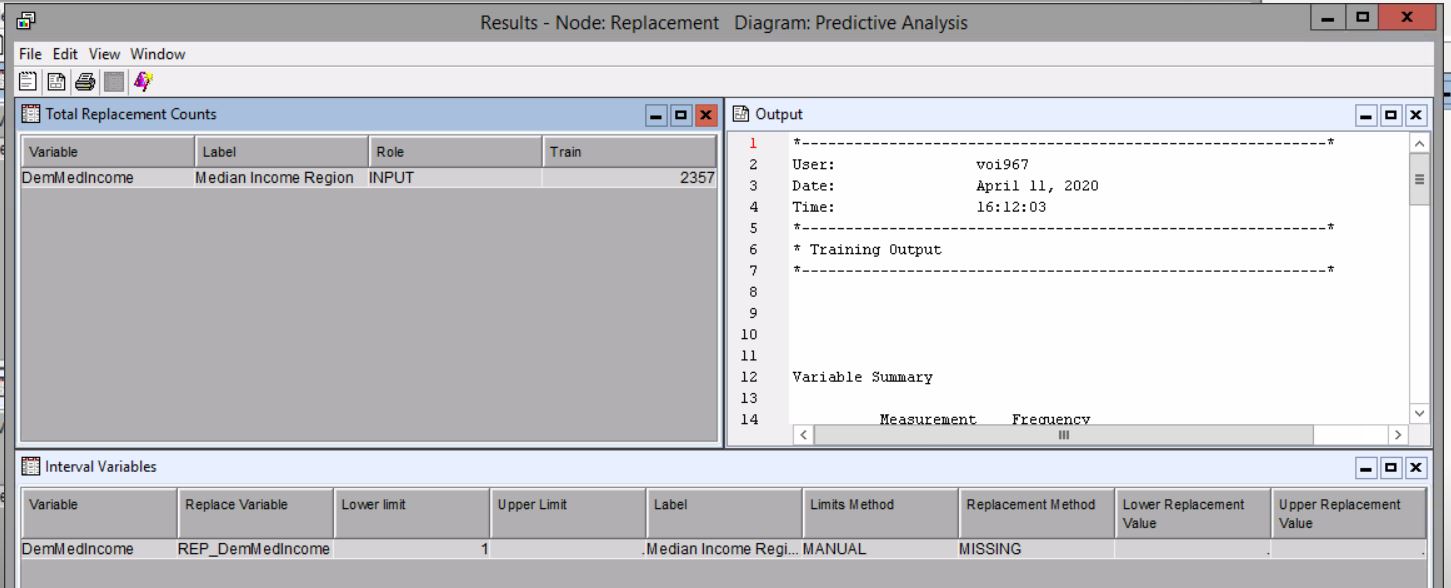 Results - Node: Replacement Diagram: Predictive Analysis
File Edit View Window
Total Replacement Counts
Variable Label Role Train
DemMedIncome Median Income Region INPUT 2357
Output
1 *------------------------------------------------------------*
2 User: voi967
3 Date: April 11, 2020
4 Time: 16:12:03
5 *------------------------------------------------------------*
6 * Training Output
7 *------------------------------------------------------------*
8
9
10
11
12 Variable Summary
13
14 Measurement Frequency
Interval Variables
Variable Replace Variable Lower limit Upper Limit Label Limits Method Replacement Method Lower Replacement Value Upper Replacement Value
DemMedIncome REP_DemMedIncome 1 . Median Income Regi... MANUAL MISSING . .